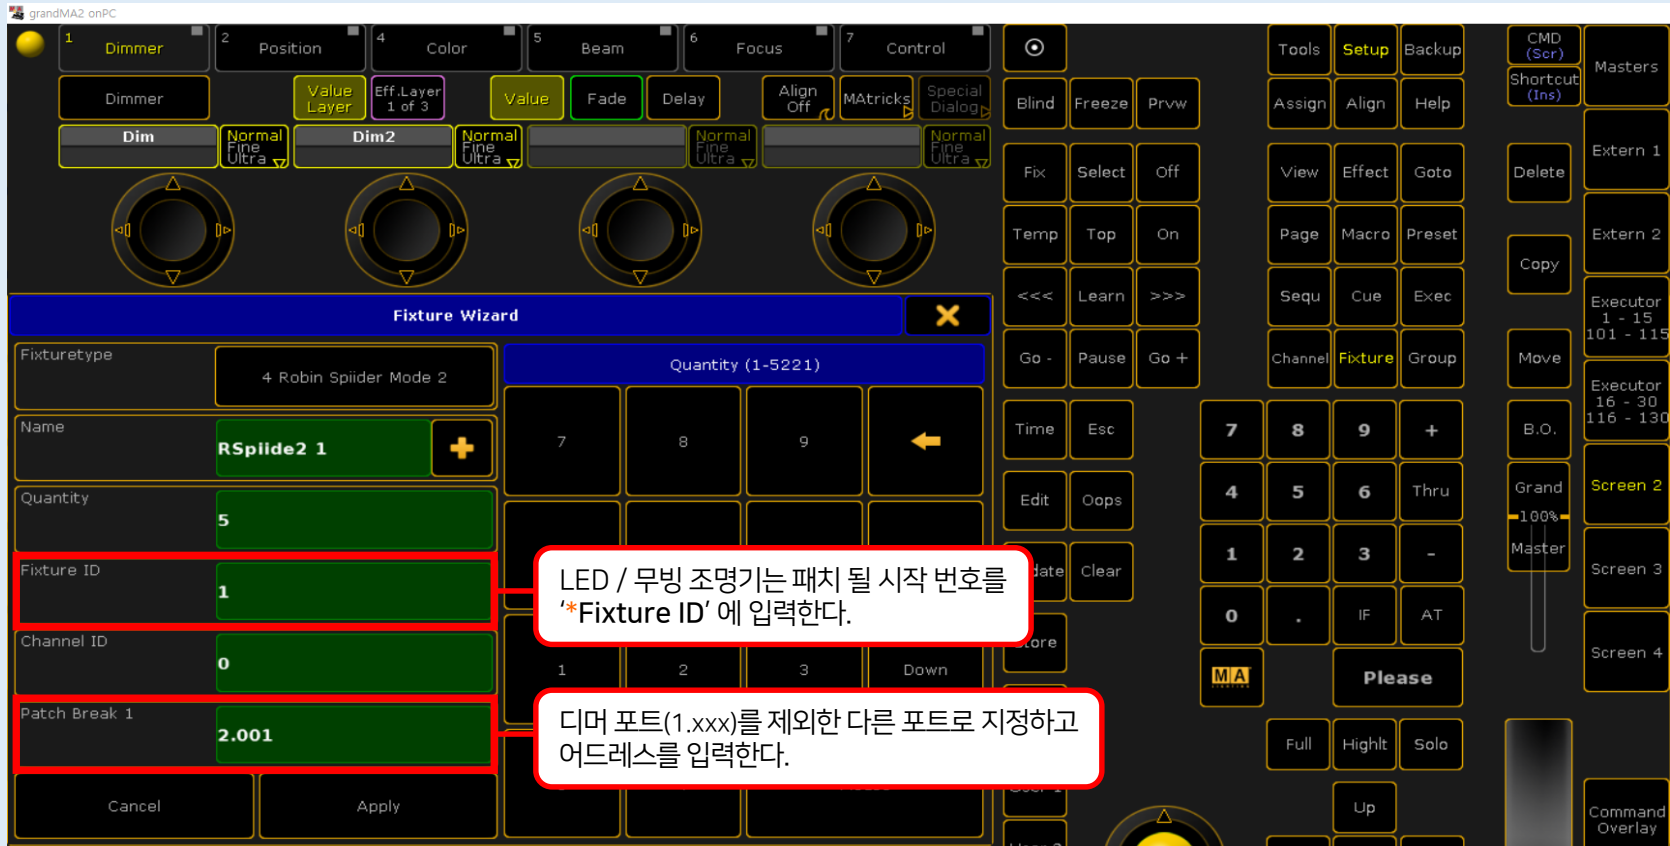 grandMA2 onPC
1 Dimmer
2 Position
4 Color
5 Beam
6 Focus
7 Control
Dimmer
Value Layer
Eff.Layer 1 of 3
Value
Fade
Delay
Align Off
MAtricks
Special Dialog
Dim
Normal
Fine
Ultra
Dim2
Normal
Fine
Ultra
Normal
Fine
Ultra
Normal
Fine
Ultra
Fixture Wizard
Fixturetype
4 Robin Spiider Mode 2
Name
RSpiide2 1
Quantity
5
Fixture ID
1
Channel ID
0
Patch Break 1
2.001
Cancel
Apply
Quantity (1-5221)
7
8
9
1
2
3
Down
LED / 무빙 조명기는 패치 될 시작 번호를
‘*Fixture ID’ 에 입력한다.
디머 포트(1.xxx)를 제외한 다른 포트로 지정하고
어드레스를 입력한다.
Blind
Freeze
Prvw
Fix
Select
Off
Temp
Top
On
<<<
Learn
>>>
Go -
Pause
Go +
Time
Esc
Edit
Oops
date
Clear
tore
Tools
Setup
Backup
Assign
Align
Help
View
Effect
Goto
Page
Macro
Preset
Sequ
Cue
Exec
Channel
Fixture
Group
7
8
9
+
4
5
6
Thru
1
2
3
-
0
.
IF
AT
MA
Please
Full
Highlt
Solo
Up
CMD
(Scr)
Shortcut
(Ins)
Delete
Copy
Move
B.O.
Grand
100%
Master
Masters
Extern 1
Extern 2
Executor
1 - 15
101 - 115
Executor
16 - 30
116 - 130
Screen 2
Screen 3
Screen 4
Command
Overlay